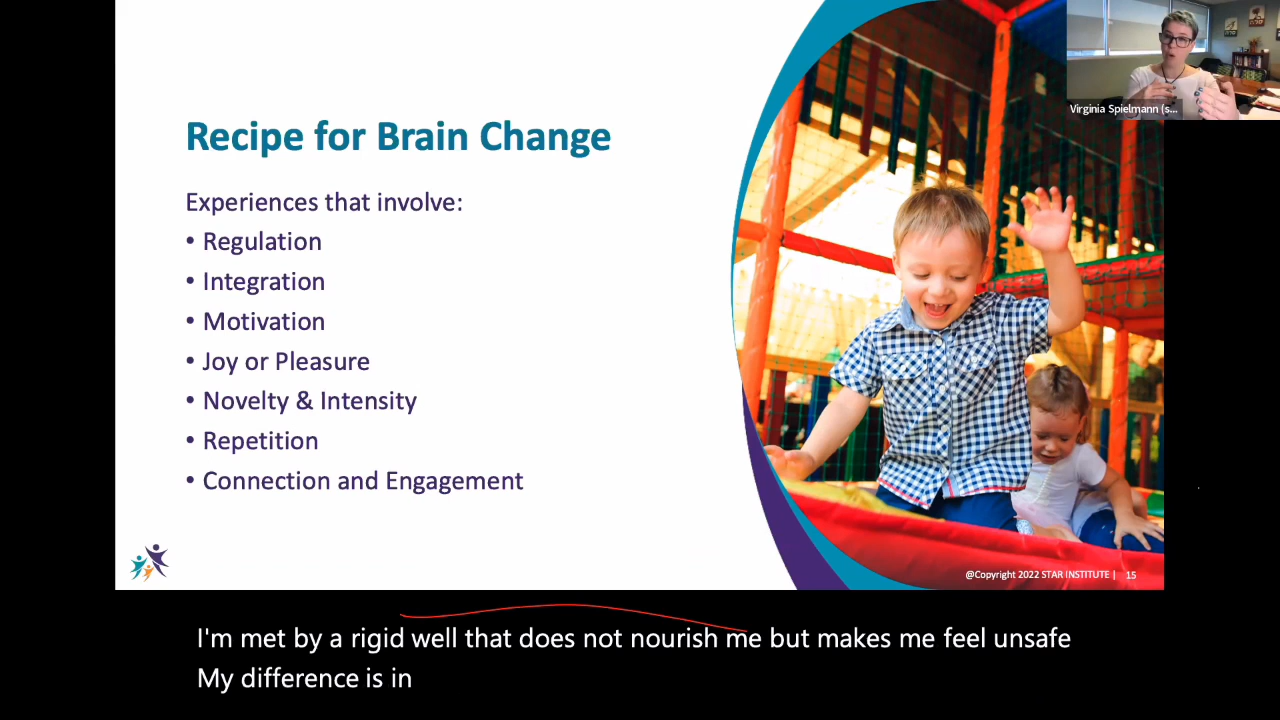 Virginia Spielmann (s...
Recipe for Brain Change
Experiences that involve:
• Regulation
• Integration
• Motivation
• Joy or Pleasure
• Novelty & Intensity
• Repetition
• Connection and Engagement
@Copyright 2022 STAR INSTITUTE | 15
I'm met by a rigid well that does not nourish me but makes me feel unsafe
My difference is in